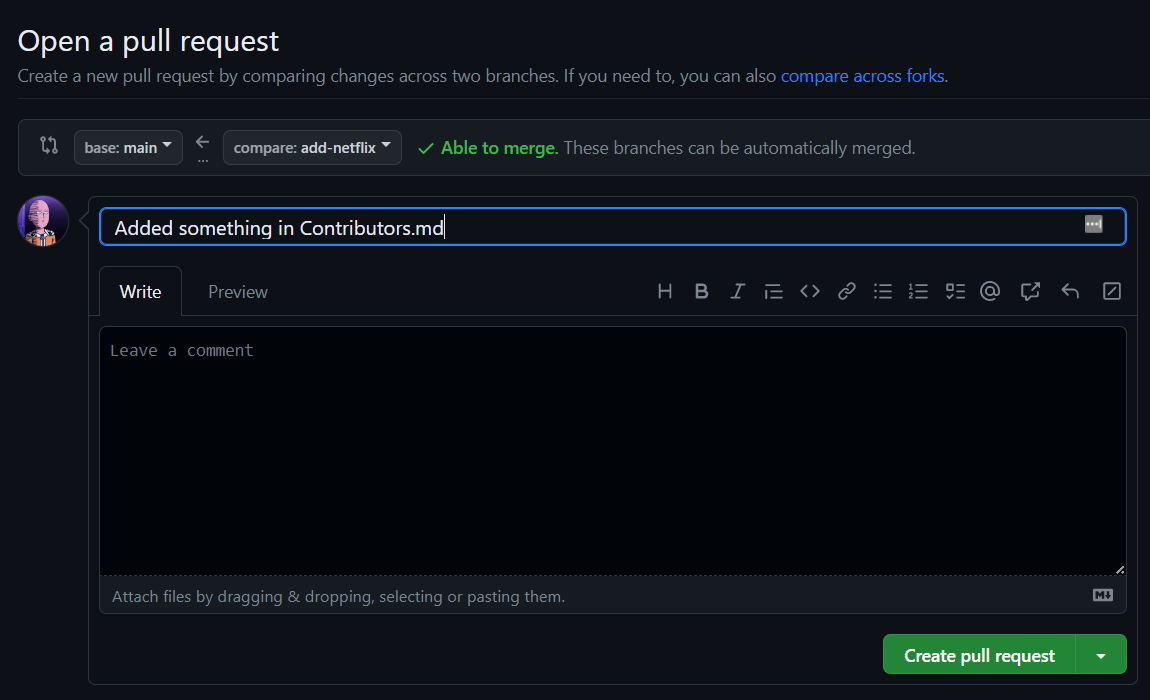 Open a pull request
Create a new pull request by comparing changes across two branches. If you need to, you can also compare across forks.
base: main ← compare: add-netflix ✓ Able to merge. These branches can be automatically merged.
...
Added something in Contributors.md
Write Preview H B I @
Leave a comment
Attach files by dragging & dropping, selecting or pasting them. M↓
Create pull request